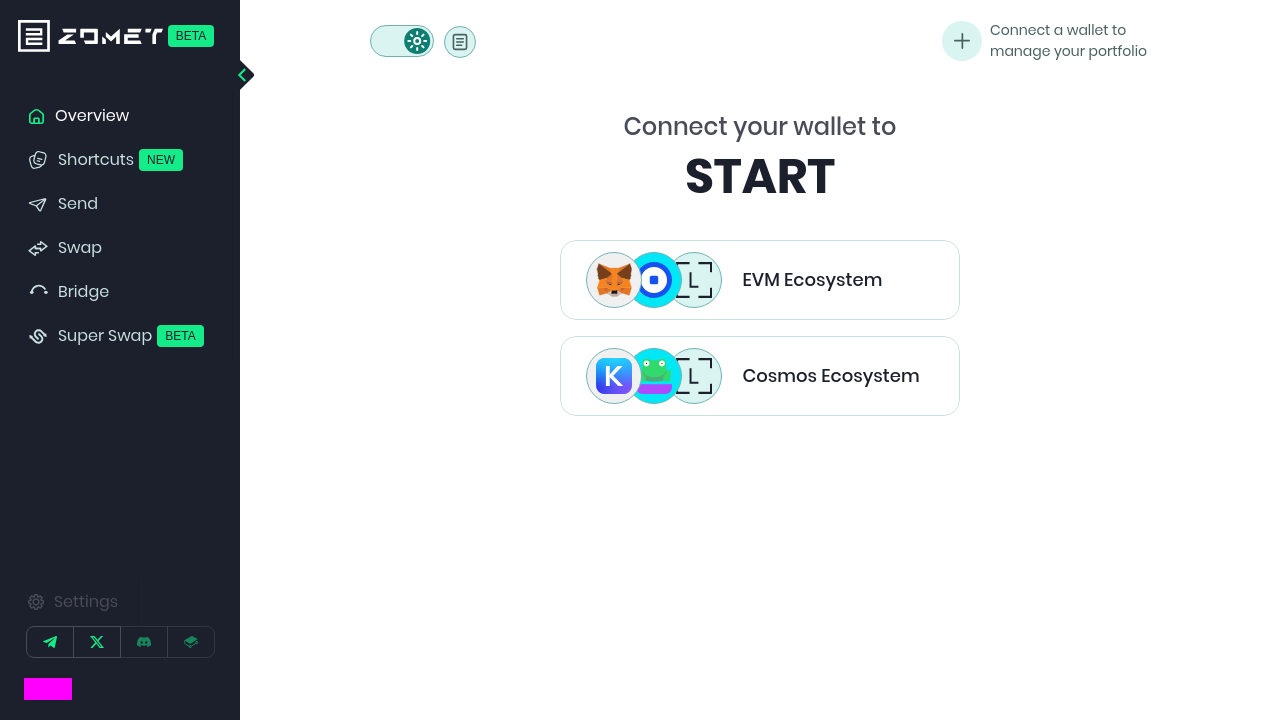 ZOMET BETA
Overview
Shortcuts NEW
Send
Swap
Bridge
Super Swap BETA
Settings
Connect a wallet to
manage your portfolio
Connect your wallet to
START
L
EVM Ecosystem
K
L
Cosmos Ecosystem